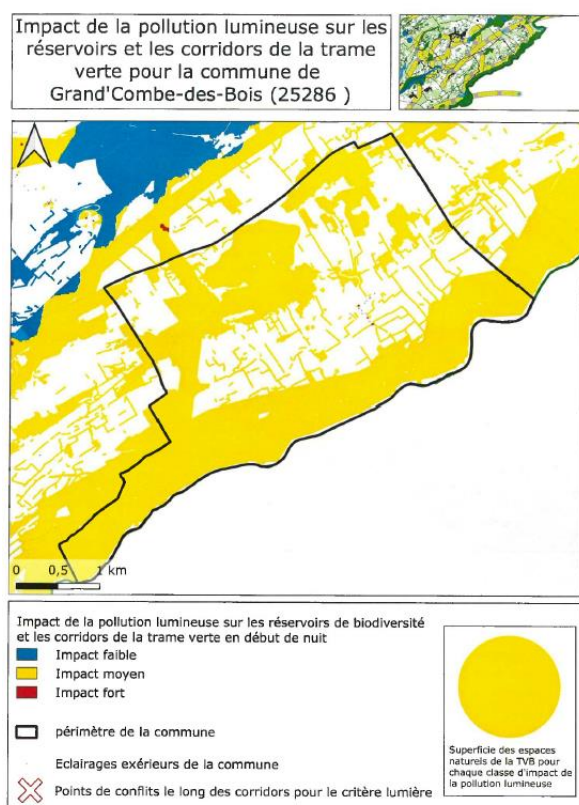 Impact de la pollution lumineuse sur les
réservoirs et les corridors de la trame
verte pour la commune de
Grand'Combe-des-Bois (25286 )
0 0,5 1 km
Impact de la pollution lumineuse sur les réservoirs de biodiversité
et les corridors de la trame verte en début de nuit
Impact faible
Impact moyen
Impact fort
périmètre de la commune
Eclairages exérieurs de la commune
Points de conflits le long des corridors pour le critère lumière
Superficie des espaces
naturels de la TVB pour
chaque classe d'impact de
la pollution lumineuse